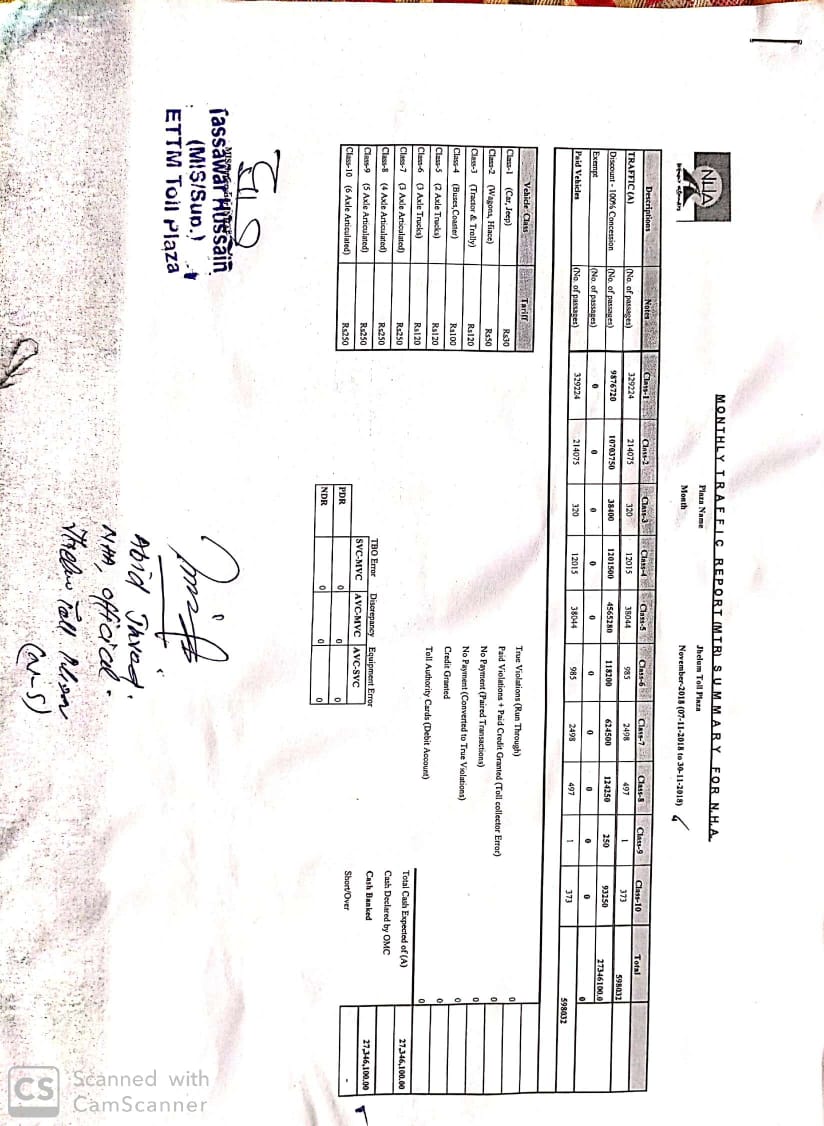 NHA
MONTHLY TRAFFIC REPORT (MTR) SUMMARY FOR N.H.A.
Plaza Name Jhelum Toll Plaza
Month November-2018 (07-11-2018 to 30-11-2018)
Descriptions Notes Class-1 Class-2 Class-3 Class-4 Class-5 Class-6 Class-7 Class-8 Class-9 Class-10 Total
TRAFFIC (A) (No. of passages) 329224 214075 320 12015 38044 985 2498 497 1 373 598032
Discount - 100% Concession (No. of passages) 9876720 10703750 38400 1201500 4565280 118200 624500 124250 250 93250 27346100.0
Exempt (No. of passages) 0 0 0 0 0 0 0 0 0 0 0
Paid Vehicles (No. of passages) 329224 214075 320 12015 38044 985 2498 497 1 373 598032
Vehicle Class Tariff
Class-1 (Car, Jeep) Rs30
Class-2 (Wagons, Hiace) Rs50
Class-3 (Tractor & Trolly) Rs120
Class-4 (Buses, Coaster) Rs100
Class-5 (2 Axle Trucks) Rs120
Class-6 (3 Axle Trucks) Rs120
Class-7 (3 Axle Articulated) Rs250
Class-8 (4 Axle Articulated) Rs250
Class-9 (5 Axle Articulated) Rs250
Class-10 (6 Axle Articulated) Rs250
True Violations (Run Through) 0
Paid Violations + Paid Credit Granted (Toll collector Error) 0
No Payment (Paired Transactions) 0
No Payment (Converted to True Violations) 0
Credit Granted 0
Toll Authority Cards (Debit Account) 0
Total Cash Expected of (A) 27,346,100.00
Cash Declared by OMC
Cash Banked 27,346,100.00
Short/Over -
TBO Error Discrepancy Equipment Error
SVC-MVC AVC-MVC AVC-SVC
PDR 0 0 0
NDR 0 0 0
Tassawar Hussain
(MIS/Sup.)
ETTM Toll Plaza
Abid Javed.
NHA, official.
Jhelum Toll Plaza
Scanned with
CS CamScanner